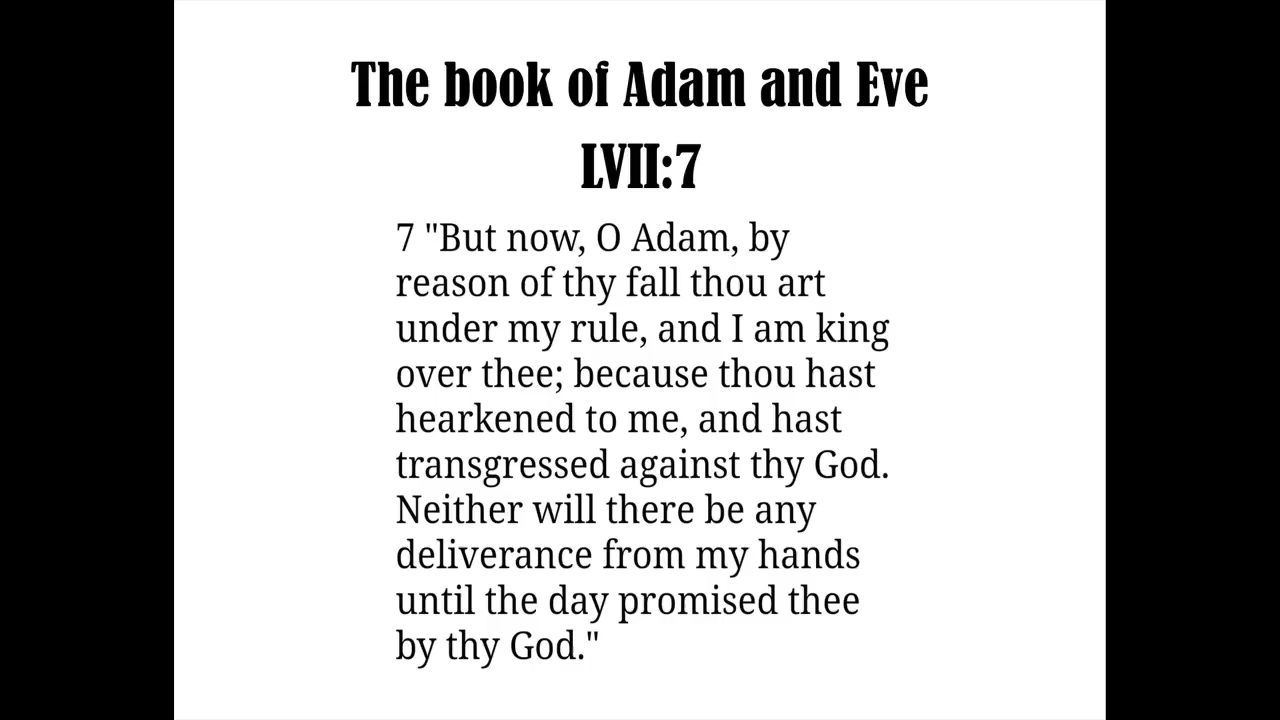 The book of Adam and Eve
LVII:7
7 "But now, O Adam, by
reason of thy fall thou art
under my rule, and I am king
over thee; because thou hast
hearkened to me, and hast
transgressed against thy God.
Neither will there be any
deliverance from my hands
until the day promised thee
by thy God."